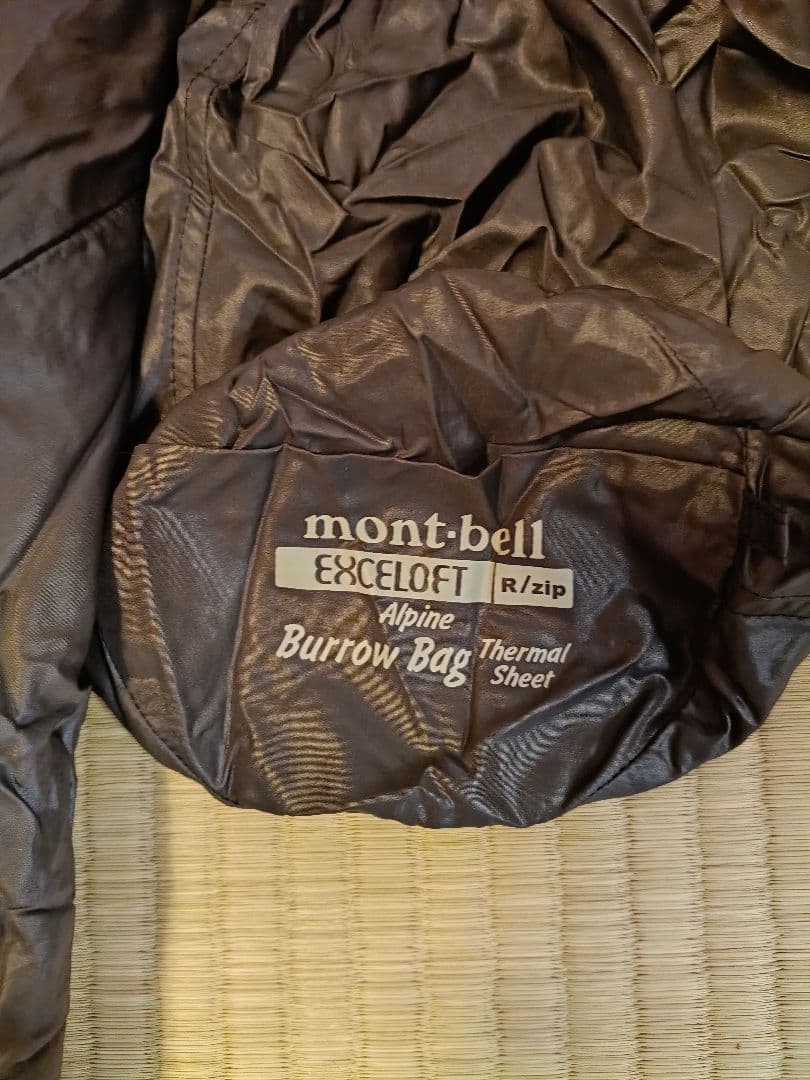 mont-bell
EXCELOFT R/zip
Alpine
Burrow Bag Thermal
Sheet